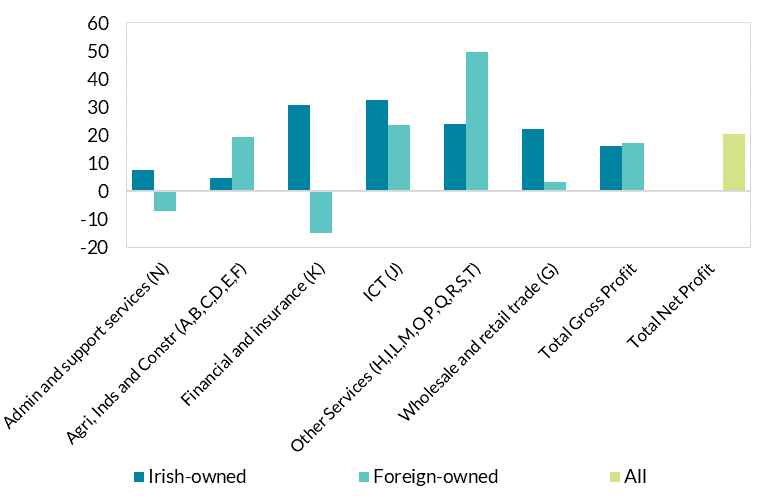 60
50
40
30
20
10
0
-10
-20
Admin and support services (N)
Agri, Inds and Constr (A,B,C,D,E,F)
Financial and insurance (K)
ICT (J)
Other Services (H,I,L,M,O,P,Q,R,S,T)
Wholesale and retail trade (G)
Total Gross Profit
Total Net Profit
Irish-owned Foreign-owned All